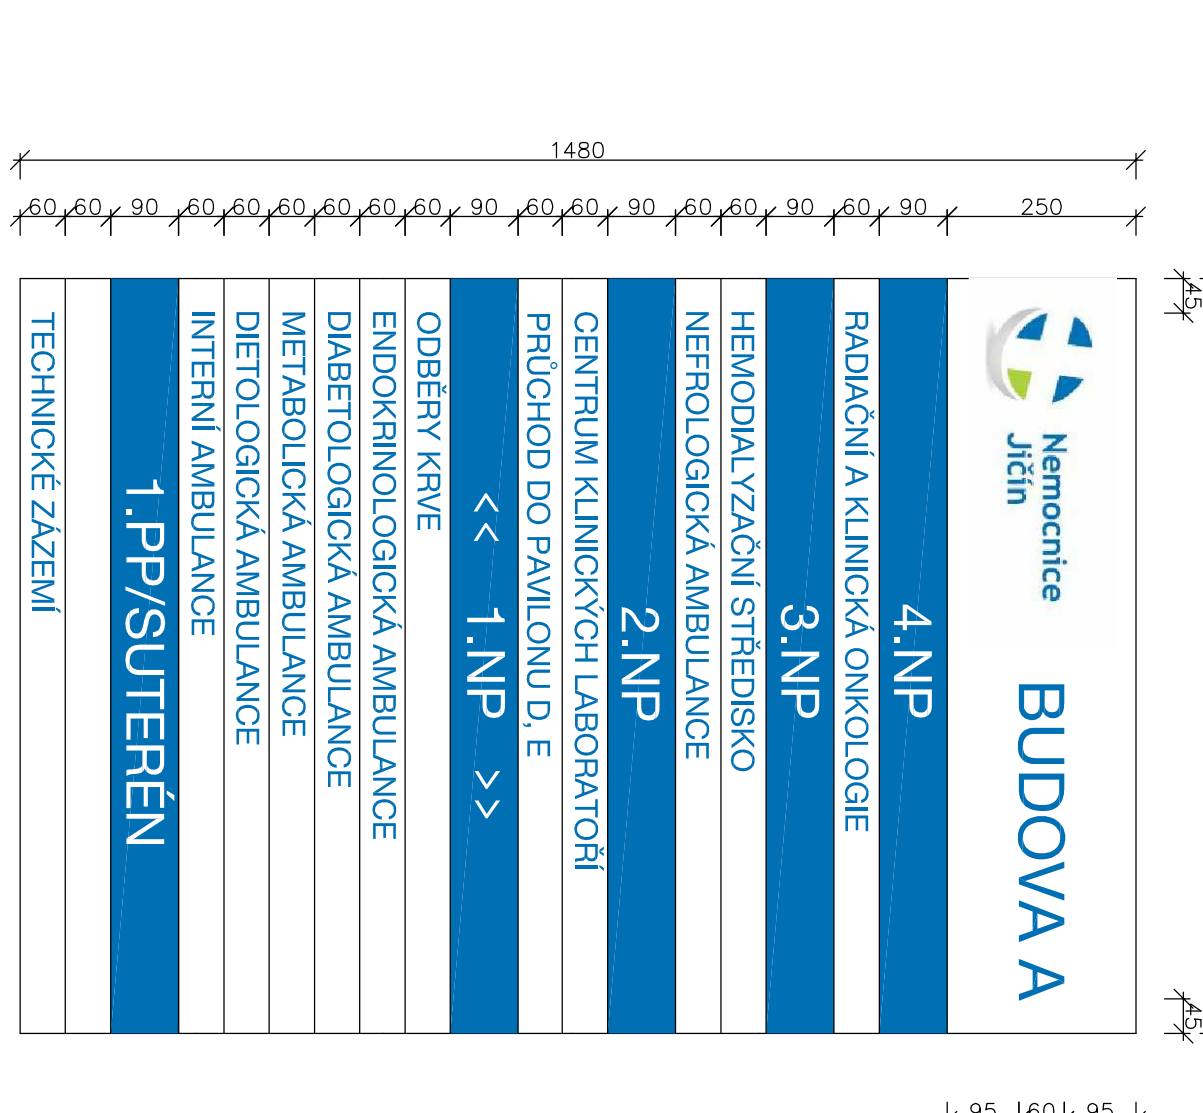 1480
60 60 90 60 60 60 60 60 60 90 60 60 90 60 60 90 60 90 250
45
Nemocnice
Jičín
BUDOVA A
4.NP
RADIAČNÍ A KLINICKÁ ONKOLOGIE
3.NP
HEMODIALYZAČNÍ STŘEDISKO
NEFROLOGICKÁ AMBULANCE
2.NP
CENTRUM KLINICKÝCH LABORATOŘÍ
PRŮCHOD DO PAVILONU D, E
<< 1.NP >>
ODBĚRY KRVE
ENDOKRINOLOGICKÁ AMBULANCE
DIABETOLOGICKÁ AMBULANCE
METABOLICKÁ AMBULANCE
DIETOLOGICKÁ AMBULANCE
INTERNÍ AMBULANCE
1.PP/SUTERÉN
TECHNICKÉ ZÁZEMÍ
45
95 60 95